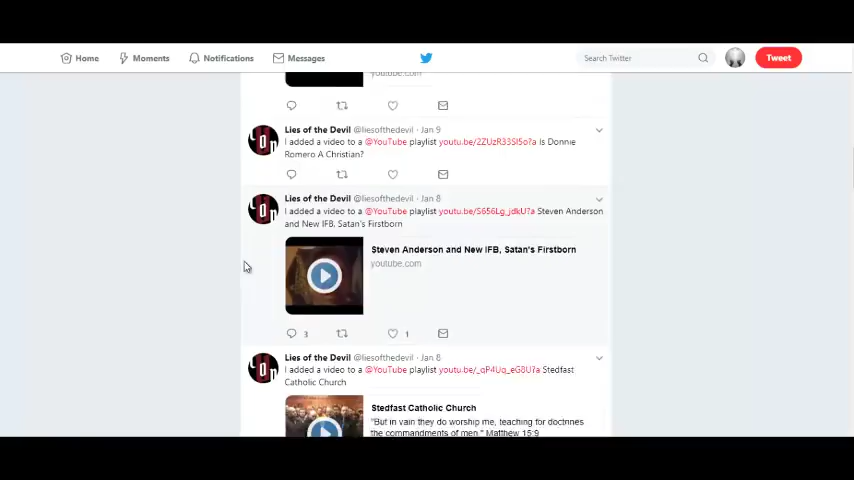 Home Moments Notifications Messages Search Twitter Tweet
youtube.com
Lies of the Devil @liesofthedevil · Jan 9
I added a video to a @YouTube playlist youtu.be/2ZUzR33Sl5o?a Is Donnie
Romero A Christian?
Lies of the Devil @liesofthedevil · Jan 8
I added a video to a @YouTube playlist youtu.be/S656Lg_jdkU?a Steven Anderson
and New IFB, Satan's Firstborn
Steven Anderson and New IFB, Satan's Firstborn
youtube.com
3 1
Lies of the Devil @liesofthedevil · Jan 8
I added a video to a @YouTube playlist youtu.be/_qP4Uq_eG8U?a Stedfast
Catholic Church
Stedfast Catholic Church
"But in vain they do worship me, teaching for doctrines
the commandments of men." Matthew 15:9